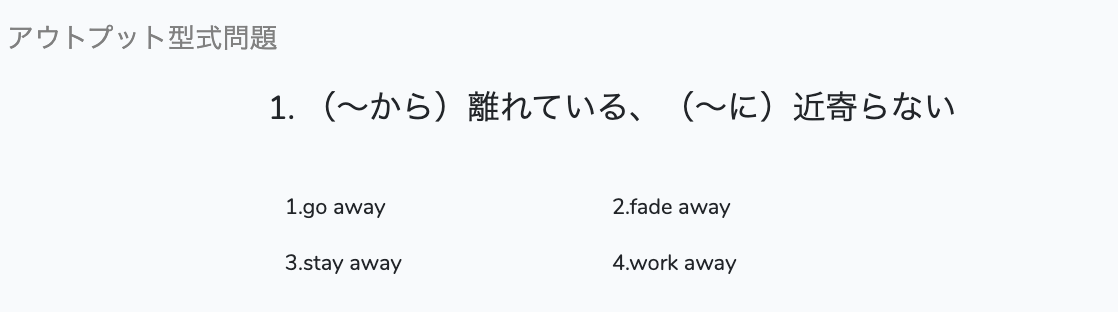 アウトプット型式問題
1. （〜から）離れている、（〜に）近寄らない
1.go away 2.fade away
3.stay away 4.work away